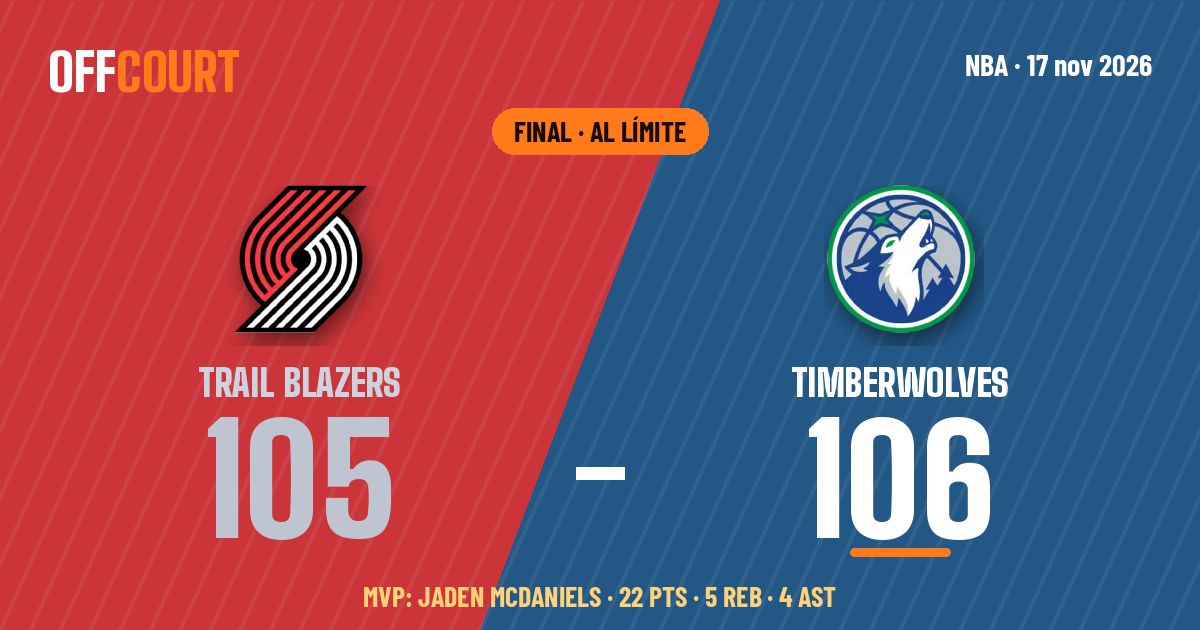 OFFCOURT
NBA · 17 nov 2026
FINAL · AL LÍMITE
TRAIL BLAZERS
TIMBERWOLVES
105
–
106
MVP: JADEN MCDANIELS · 22 PTS · 5 REB · 4 AST